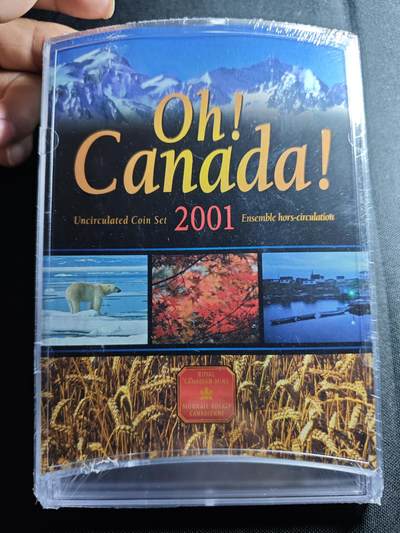 Oh!
Canada!
Uncirculated Coin Set 2001 Ensemble hors-circulation
ROYAL
CANADIAN MINT
MONNAIE ROYALE
CANADIENNE